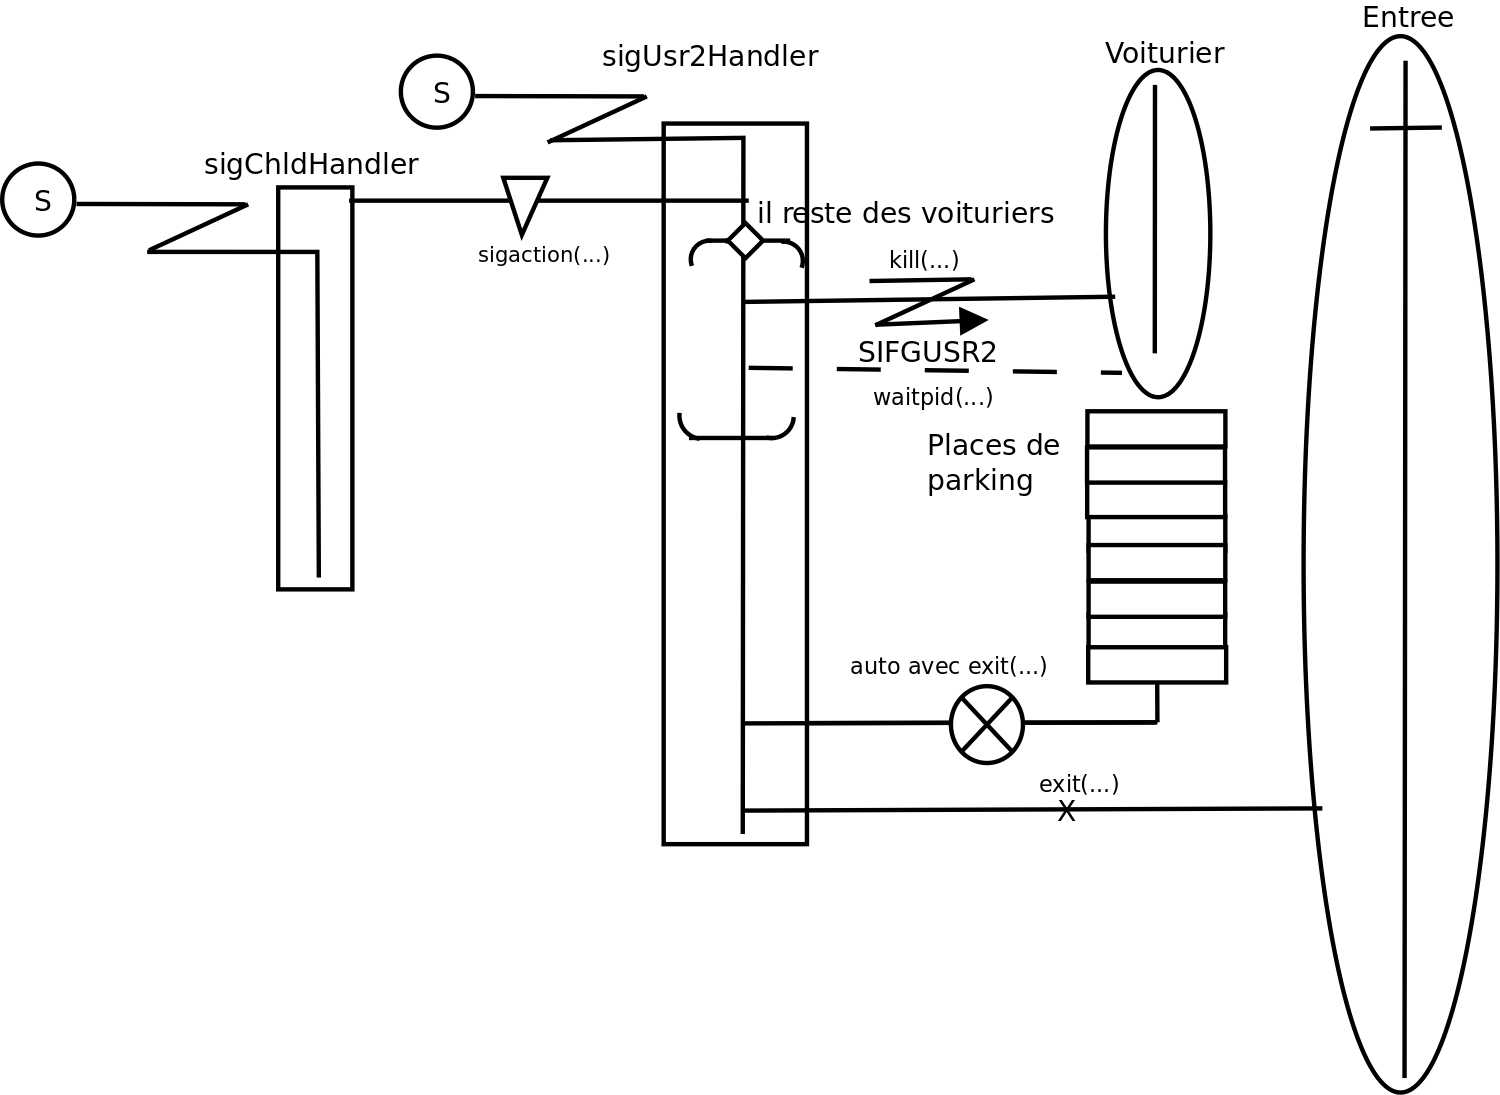 Entree
Voiturier
sigUsr2Handler
S
sigChldHandler
S
il reste des voituriers
sigaction(...)
kill(...)
SIFGUSR2
waitpid(...)
Places de
parking
auto avec exit(...)
exit(...)
X